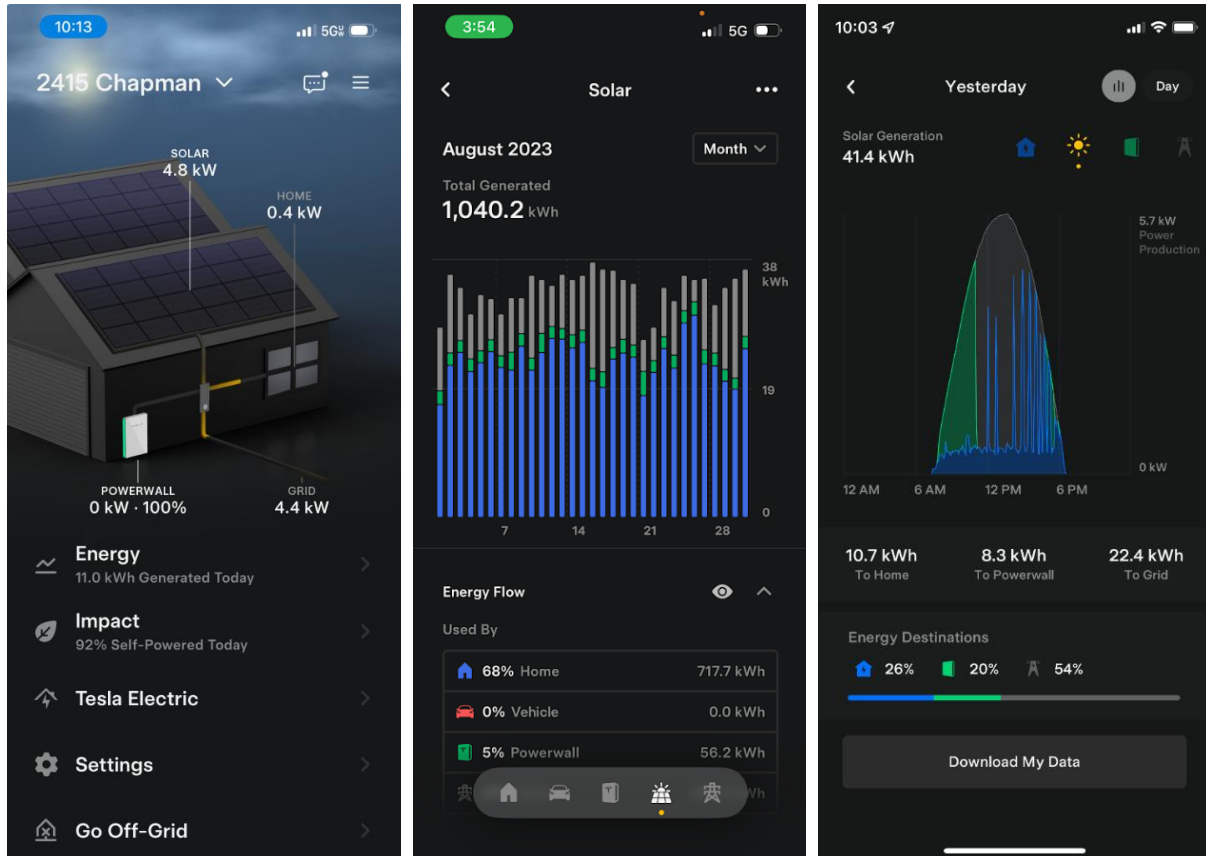 10:13
5G
2415 Chapman
SOLAR
4.8 kW
HOME
0.4 kW
POWERWALL
0 kW · 100%
GRID
4.4 kW
Energy
11.0 kWh Generated Today
Impact
92% Self-Powered Today
Tesla Electric
Settings
Go Off-Grid
3:54
5G
Solar
August 2023
Month
Total Generated
1,040.2 kWh
38
kWh
19
0
7 14 21 28
Energy Flow
Used By
68% Home 717.7 kWh
0% Vehicle 0.0 kWh
5% Powerwall 56.2 kWh
Wh
10:03
Yesterday
Day
Solar Generation
41.4 kWh
5.7 kW
Power
Production
0 kW
12 AM 6 AM 12 PM 6 PM
10.7 kWh 8.3 kWh 22.4 kWh
To Home To Powerwall To Grid
Energy Destinations
26% 20% 54%
Download My Data